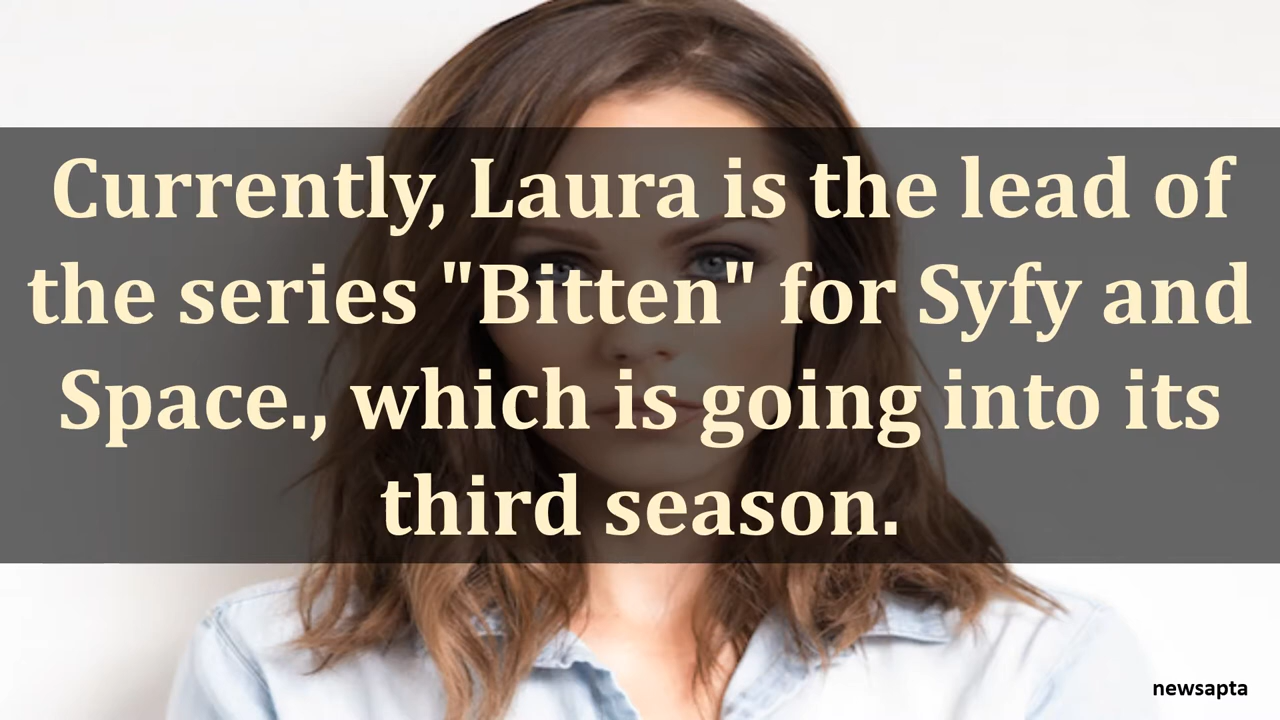 Currently, Laura is the lead of
the series "Bitten" for Syfy and
Space., which is going into its
third season.
newsapta